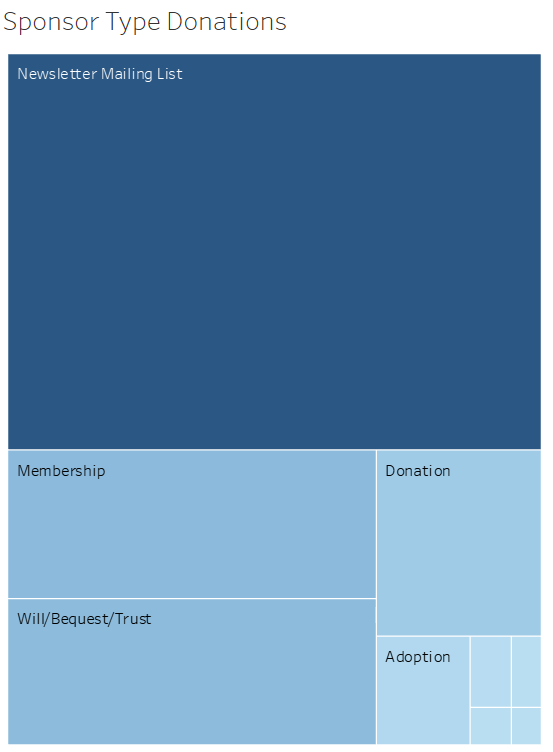 Sponsor Type Donations
Newsletter Mailing List
Membership
Donation
Will/Bequest/Trust
Adoption